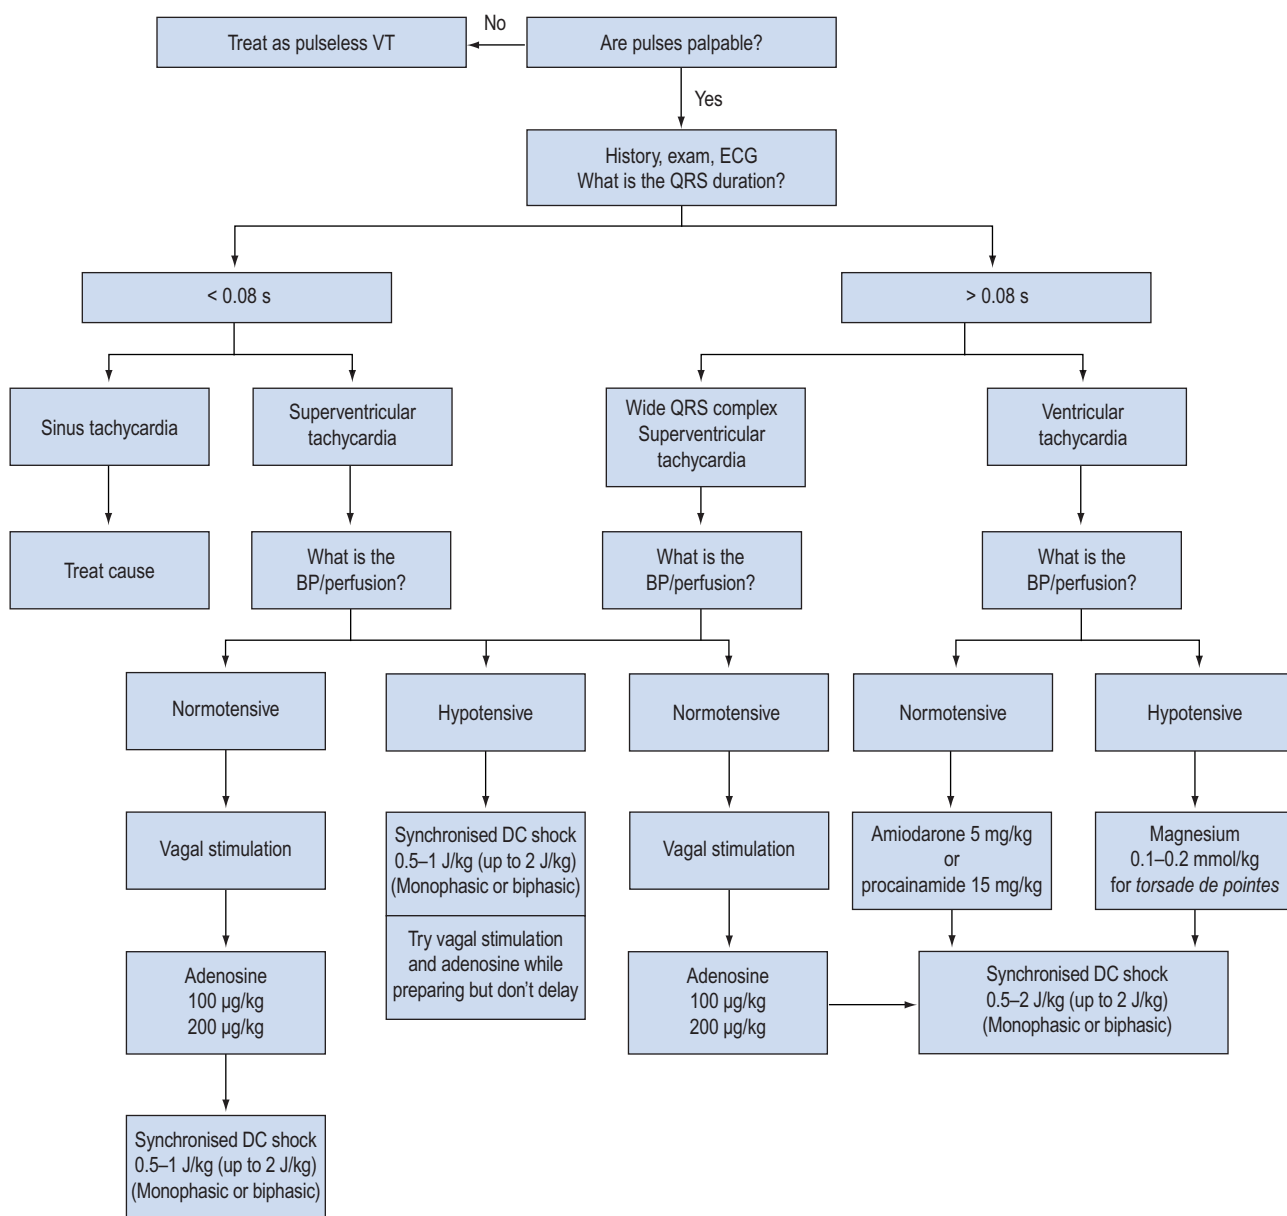 Treat as pulseless VT
No
Are pulses palpable?
Yes
History, exam, ECG
What is the QRS duration?
< 0.08 s
> 0.08 s
Sinus tachycardia
Superventricular
tachycardia
Wide QRS complex
Superventricular
tachycardia
Ventricular
tachycardia
Treat cause
What is the
BP/perfusion?
What is the
BP/perfusion?
What is the
BP/perfusion?
Normotensive
Hypotensive
Normotensive
Normotensive
Hypotensive
Vagal stimulation
Synchronised DC shock
0.5–1 J/kg (up to 2 J/kg)
(Monophasic or biphasic)
Try vagal stimulation
and adenosine while
preparing but don't delay
Vagal stimulation
Amiodarone 5 mg/kg
or
procainamide 15 mg/kg
Magnesium
0.1–0.2 mmol/kg
for torsade de pointes
Adenosine
100 µg/kg
200 µg/kg
Adenosine
100 µg/kg
200 µg/kg
Synchronised DC shock
0.5–2 J/kg (up to 2 J/kg)
(Monophasic or biphasic)
Synchronised DC shock
0.5–1 J/kg (up to 2 J/kg)
(Monophasic or biphasic)